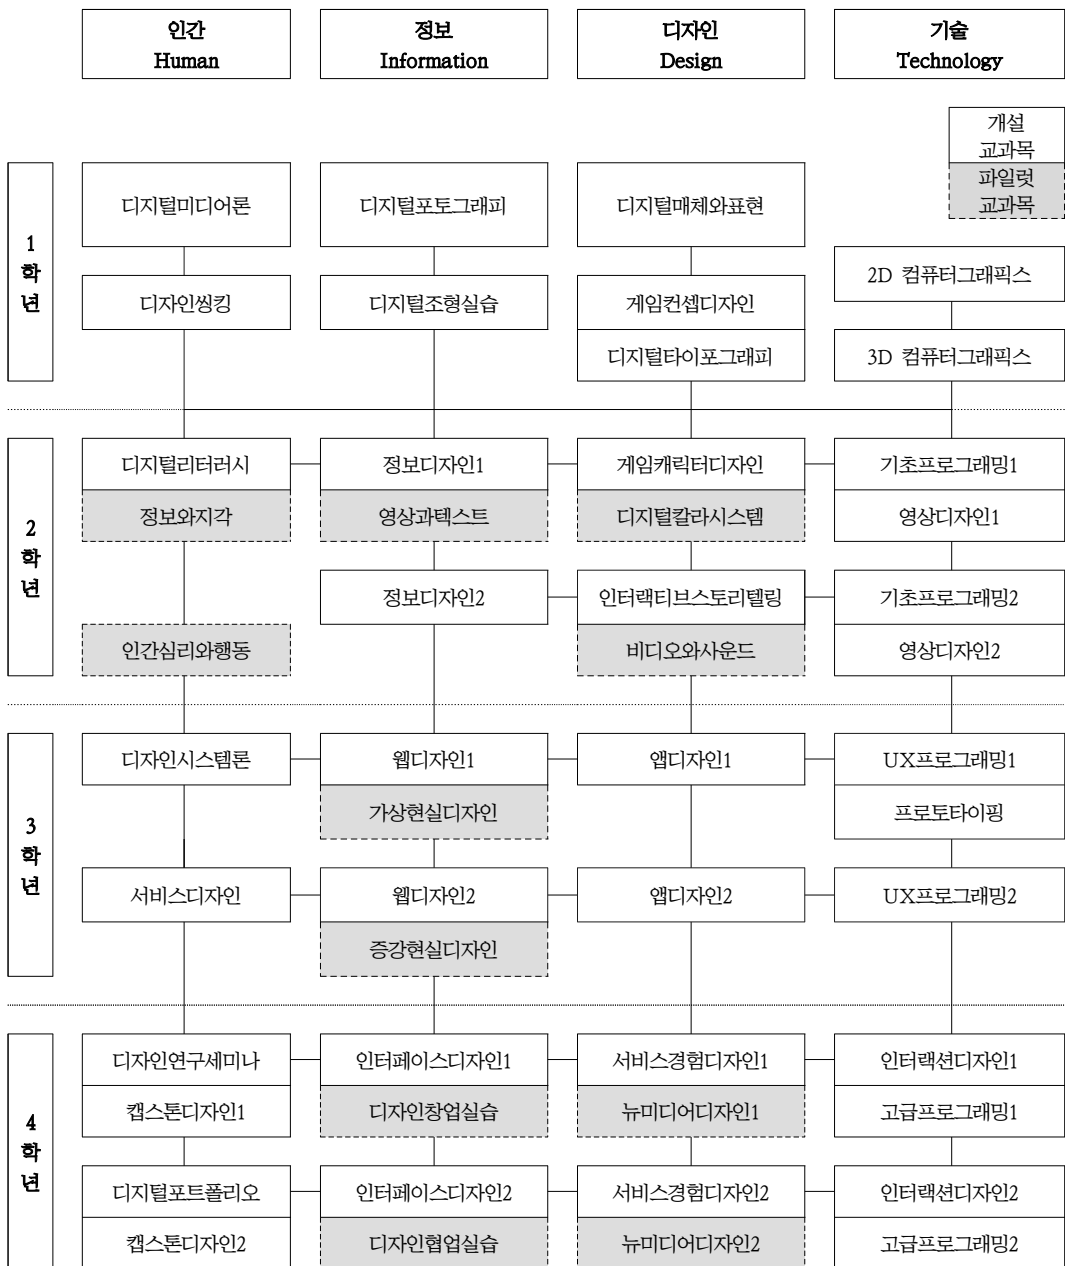 인간
Human
정보
Information
디자인
Design
기술
Technology
개설
교과목
파일럿
교과목
1
학
년
디지털미디어론
디지털포토그래피
디지털매체와표현
2D 컴퓨터그래픽스
디자인씽킹
디지털조형실습
게임컨셉디자인
디지털타이포그래피
3D 컴퓨터그래픽스
2
학
년
디지털리터러시
정보디자인1
게임캐릭터디자인
기초프로그래밍1
정보와지각
영상과텍스트
디지털칼라시스템
영상디자인1
정보디자인2
인터랙티브스토리텔링
기초프로그래밍2
인간심리와행동
비디오와사운드
영상디자인2
3
학
년
디자인시스템론
웹디자인1
앱디자인1
UX프로그래밍1
가상현실디자인
프로토타이핑
서비스디자인
웹디자인2
앱디자인2
UX프로그래밍2
증강현실디자인
4
학
년
디자인연구세미나
인터페이스디자인1
서비스경험디자인1
인터랙션디자인1
캡스톤디자인1
디자인창업실습
뉴미디어디자인1
고급프로그래밍1
디지털포트폴리오
인터페이스디자인2
서비스경험디자인2
인터랙션디자인2
캡스톤디자인2
디자인협업실습
뉴미디어디자인2
고급프로그래밍2